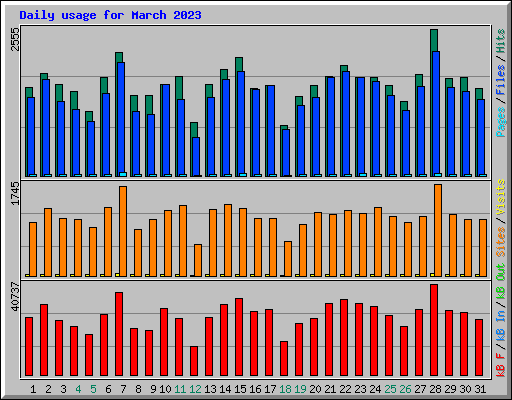 Daily usage for March 2023
2555
Pages / Files / Hits
1745
Sites / Visits
40737
kB F / kB In / kB Out
1 2 3 4 5 6 7 8 9 10 11 12 13 14 15 16 17 18 19 20 21 22 23 24 25 26 27 28 29 30 31